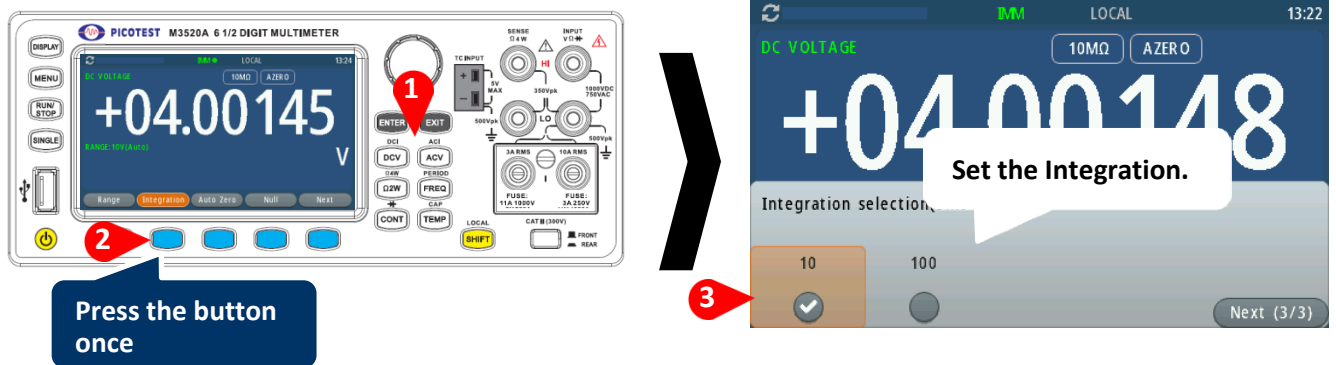 PICOTEST M3520A 6 1/2 DIGIT MULTIMETER
DISPLAY
MENU
RUN/
STOP
SINGLE
IMM
LOCAL
13:24
DC VOLTAGE
10MΩ
AZERO
+04.00145
RANGE: 10V(Auto)
V
Range
Integration
Auto Zero
Null
Next
1
ENTER
EXIT
DCI
ACI
DCV
ACV
Ω4W
PERIOD
Ω2W
FREQ
CAP
CONT
TEMP
LOCAL
SHIFT
TC INPUT
+
−
5V
MAX
500Vpk
SENSE
Ω4W
INPUT
VΩ
HI
350Vpk
1000VDC
750VAC
LO
500Vpk
3A RMS
10A RMS
I
FUSE:
11A 1000V
FUSE:
3A 250V
CAT II (300V)
FRONT
REAR
2
Press the button
once
IMM
LOCAL
13:22
DC VOLTAGE
10MΩ
AZERO
+04.00148
Set the Integration.
Integration selection(
10
100
3
Next (3/3)